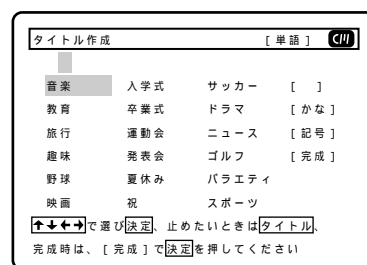 タイトル作成 [単語] CM
音楽 入学式 サッカー [ ]
教育 卒業式 ドラマ [かな]
旅行 運動会 ニュース [記号]
趣味 発表会 ゴルフ [完成]
野球 夏休み バラエティ
映画 祝 スポーツ
↑↓←→で選び決定、止めたいときはタイトル、
完成時は、[完成]で決定を押してください